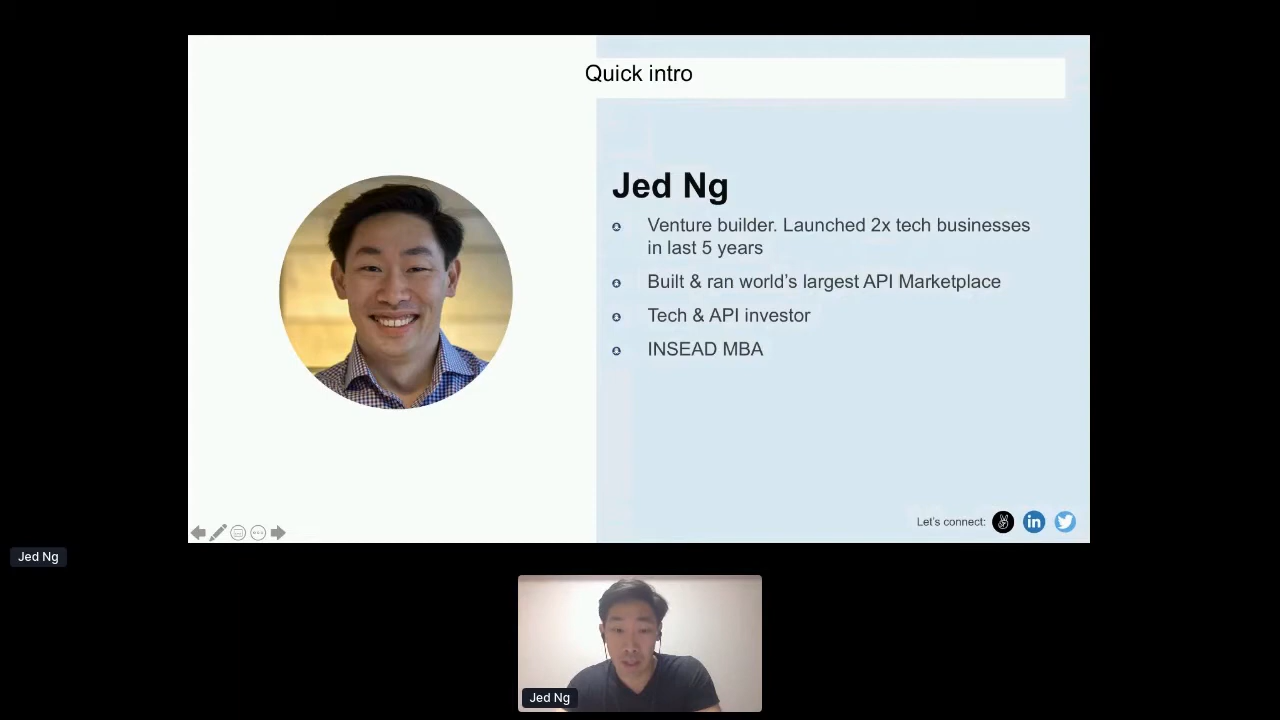 Quick intro
Jed Ng
Venture builder. Launched 2x tech businesses
in last 5 years
Built & ran world's largest API Marketplace
Tech & API investor
INSEAD MBA
Let's connect:
in
Jed Ng
Jed Ng